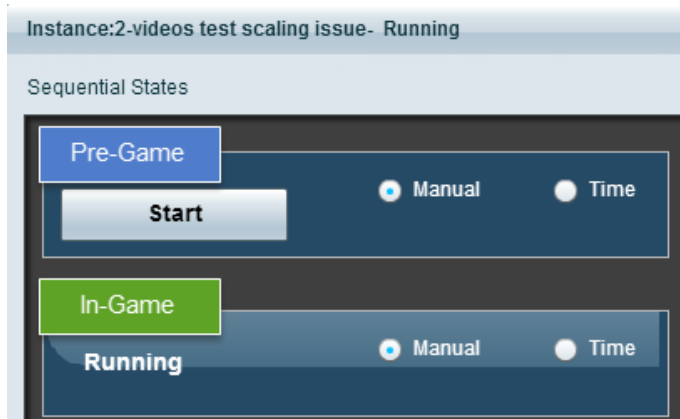 Instance:2-videos test scaling issue- Running
Sequential States
Pre-Game
Manual Time
Start
In-Game
Manual Time
Running